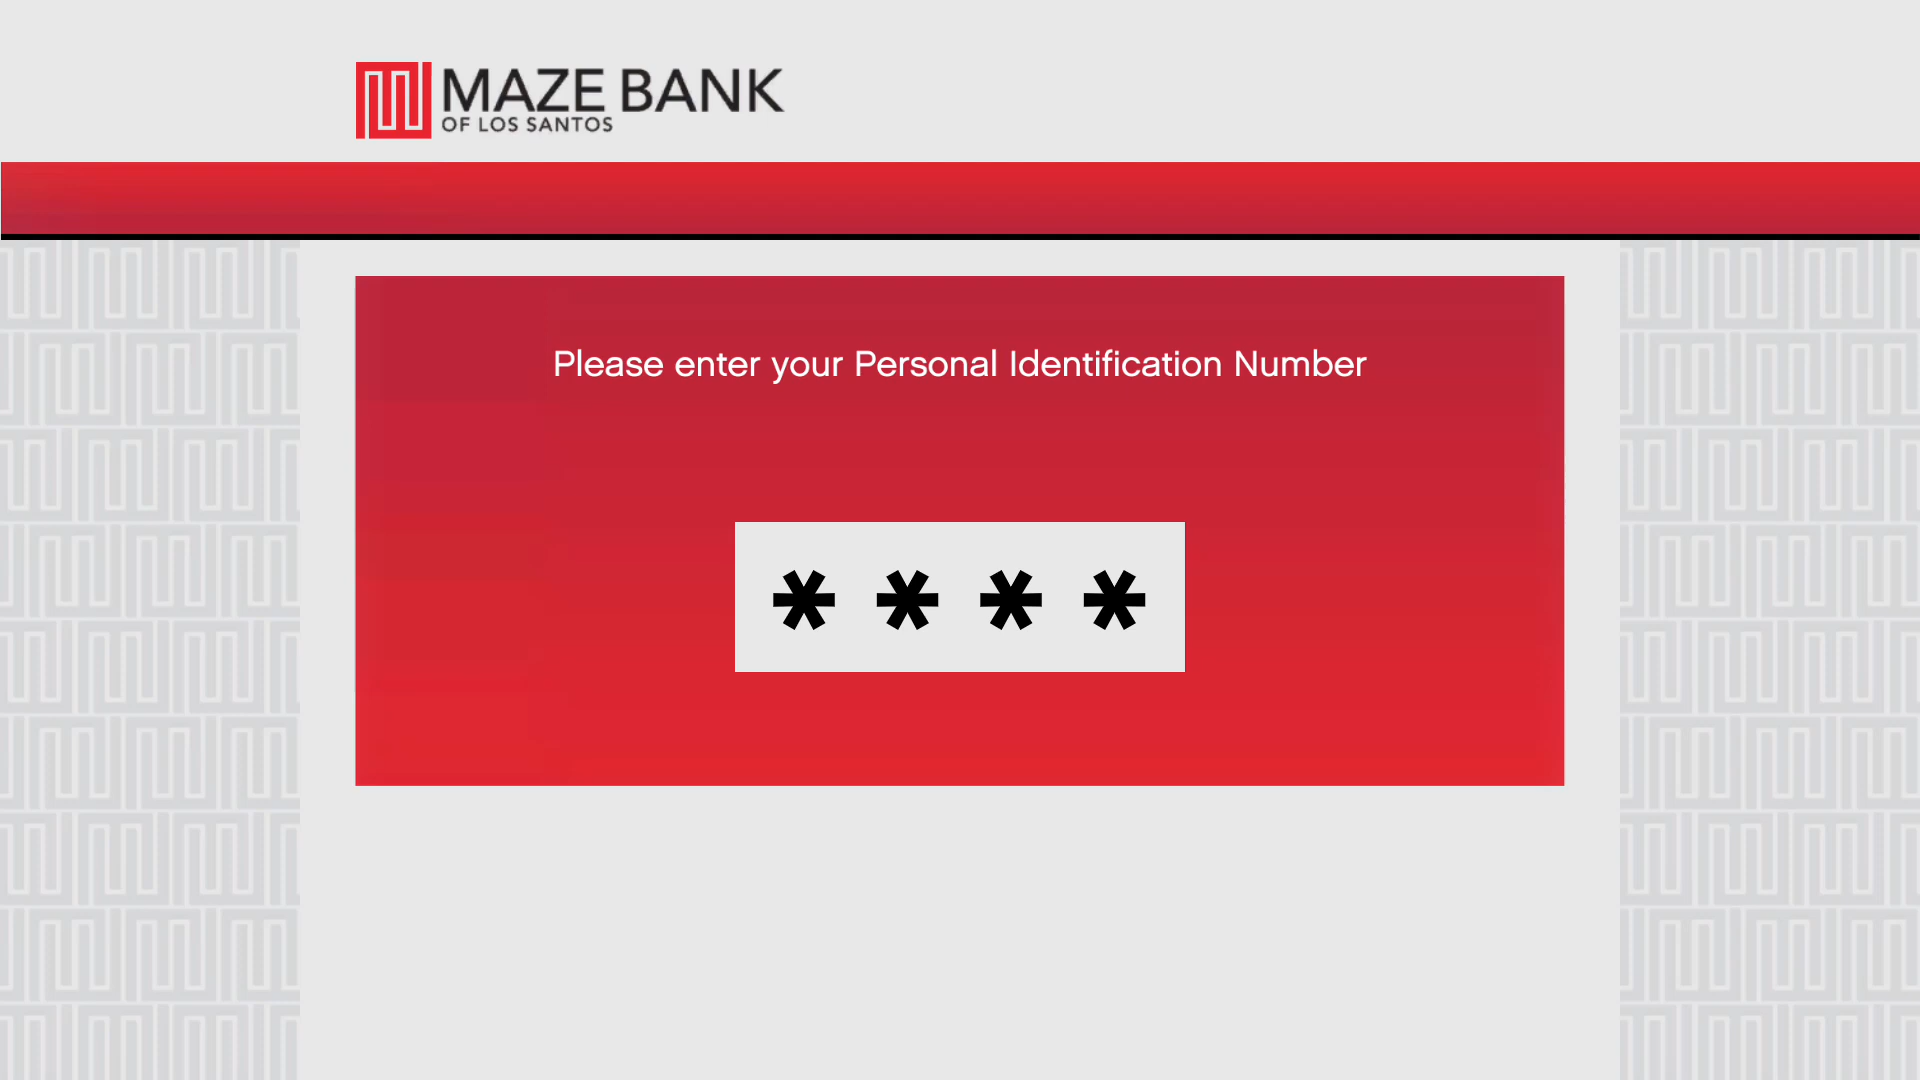 MAZE BANK
OF LOS SANTOS
Please enter your Personal Identification Number
* * * *